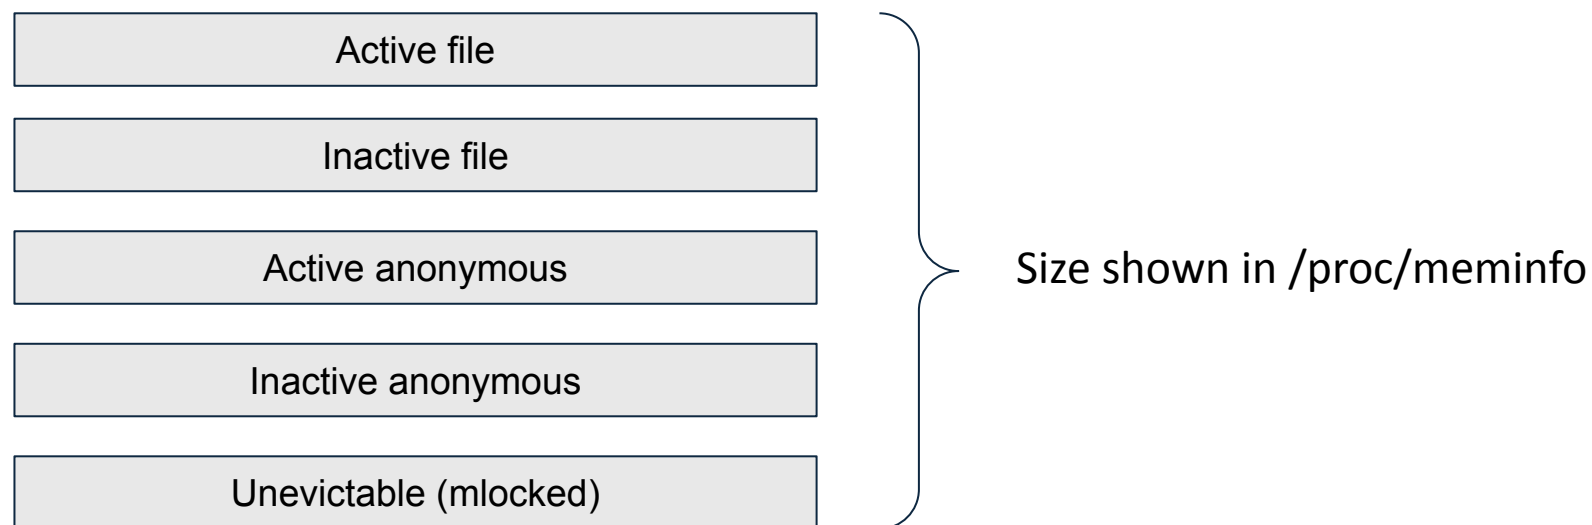 Active file
Inactive file
Active anonymous
Inactive anonymous
Unevictable (mlocked)
Size shown in /proc/meminfo